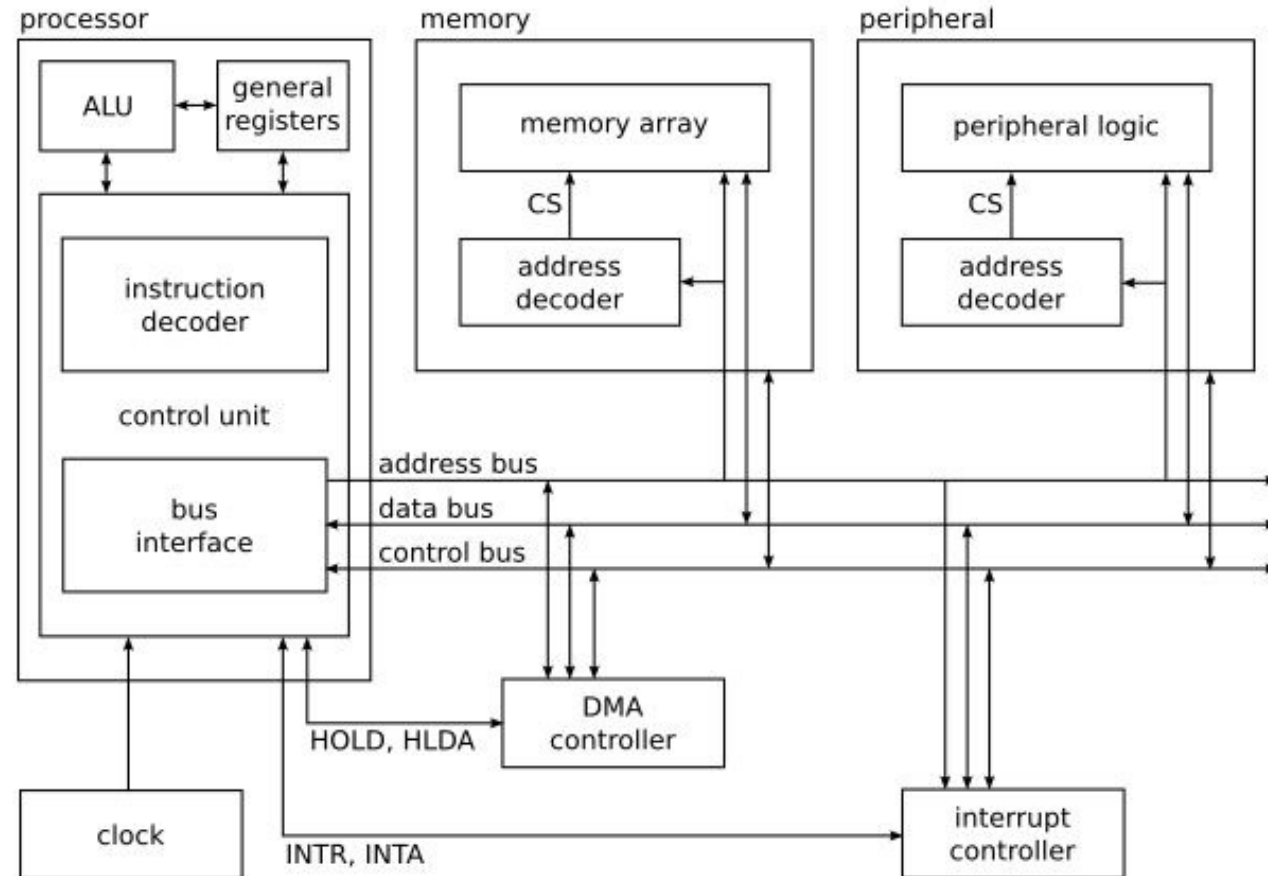 processor
memory
peripheral
ALU
general
registers
memory array
peripheral logic
CS
CS
instruction
decoder
address
decoder
address
decoder
control unit
address bus
bus
interface
data bus
control bus
DMA
controller
HOLD, HLDA
clock
interrupt
controller
INTR, INTA